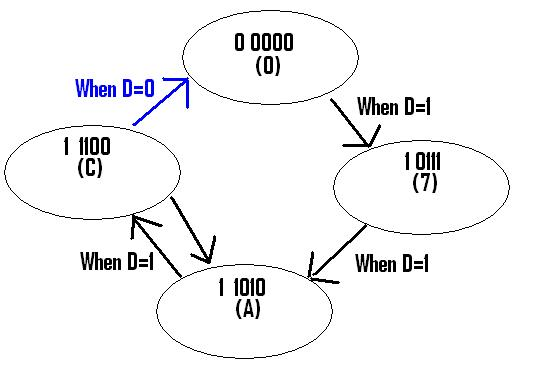 0 0000
(0)
When D=0
When D=1
1 1100
(C)
1 0111
(7)
When D=1
When D=1
1 1010
(A)